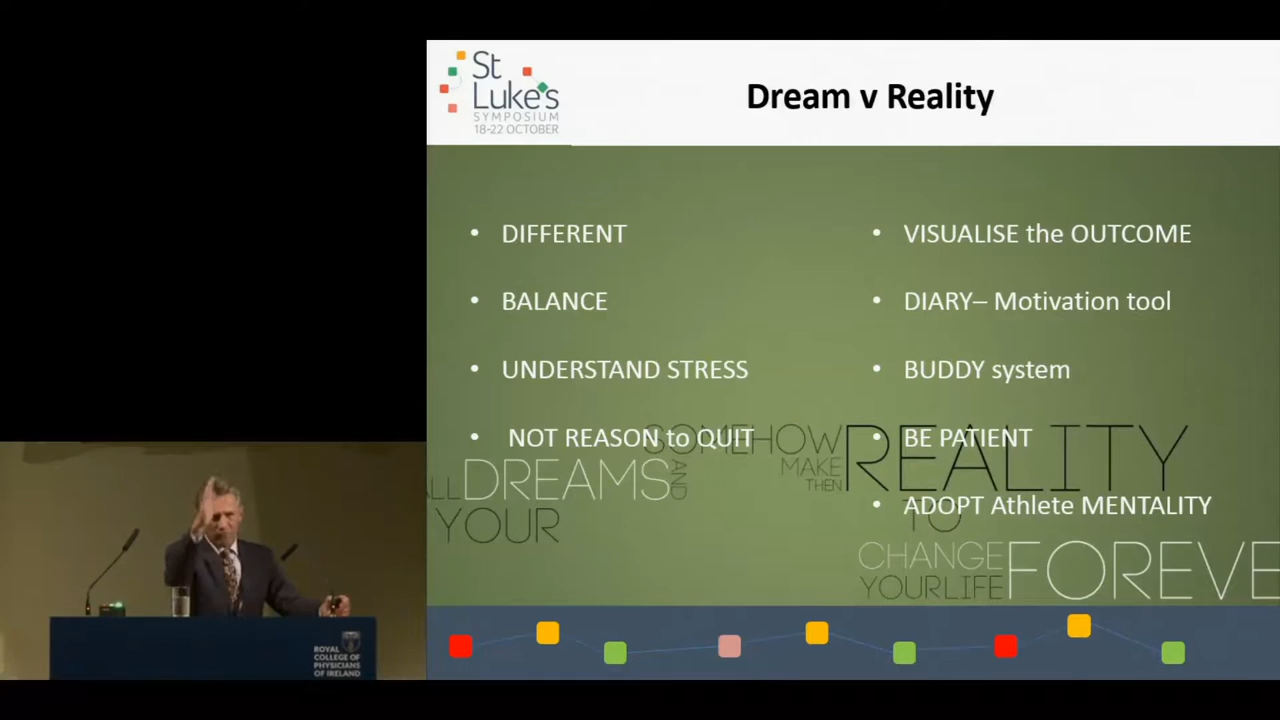 St
Luke's
SYMPOSIUM
18-22 OCTOBER
Dream v Reality
• DIFFERENT
• BALANCE
• UNDERSTAND STRESS
• NOT REASON to QUIT
• VISUALISE the OUTCOME
• DIARY– Motivation tool
• BUDDY system
• BE PATIENT
• ADOPT Athlete MENTALITY
ALL DREAMS
YOUR
AND
SOMEHOW
MAKE
THEN
REALITY
TO
CHANGE
YOUR LIFE
FOREVE
ROYAL
COLLEGE OF
PHYSICIANS
OF IRELAND